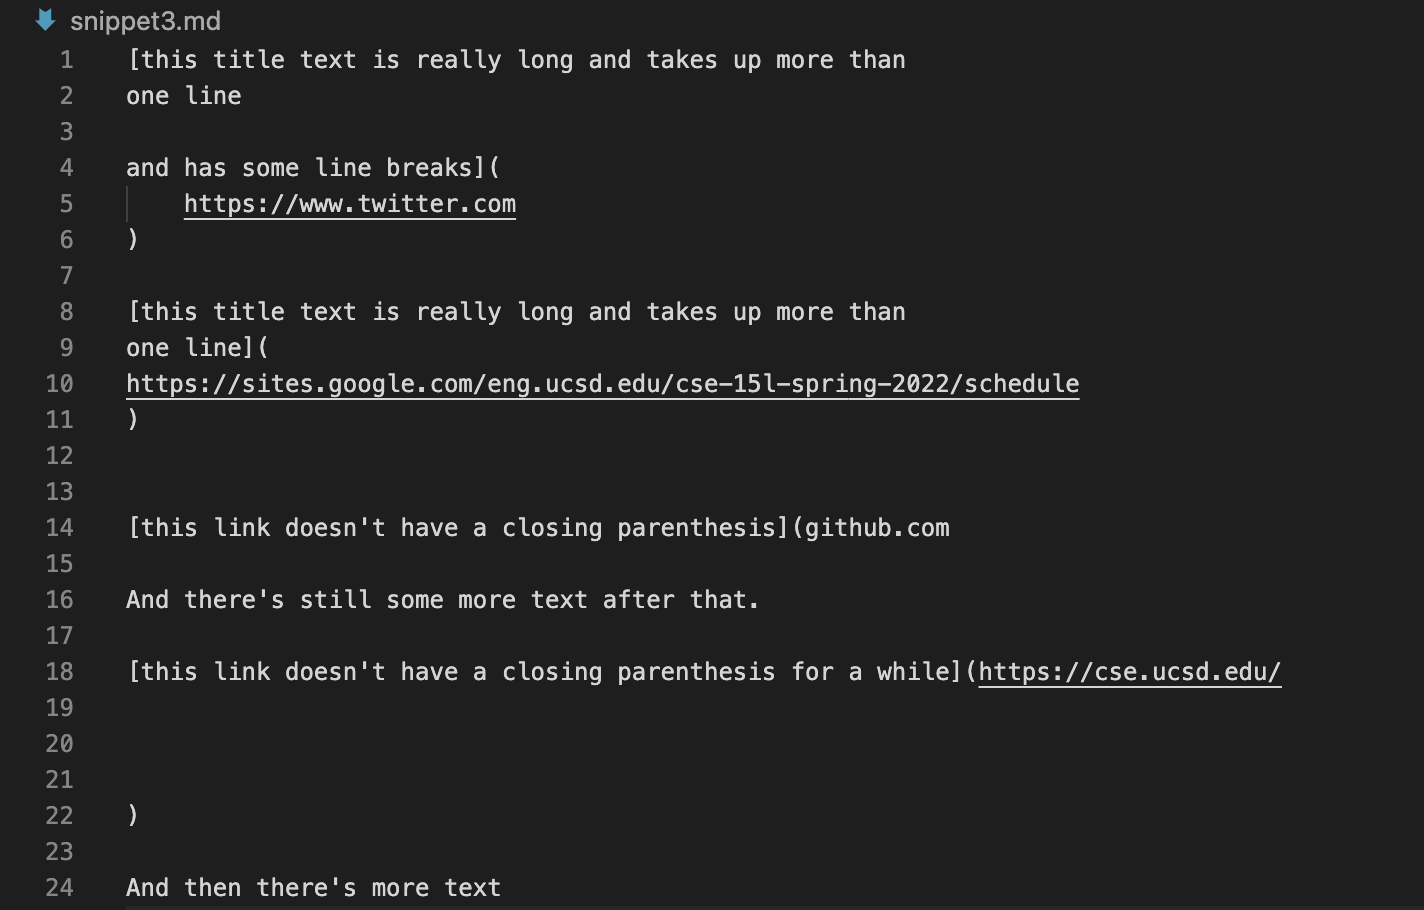 snippet3.md
1 [this title text is really long and takes up more than
2 one line
3
4 and has some line breaks](
5 https://www.twitter.com
6 )
7
8 [this title text is really long and takes up more than
9 one line](
10 https://sites.google.com/eng.ucsd.edu/cse-15l-spring-2022/schedule
11 )
12
13
14 [this link doesn't have a closing parenthesis](github.com
15
16 And there's still some more text after that.
17
18 [this link doesn't have a closing parenthesis for a while](https://cse.ucsd.edu/
19
20
21
22 )
23
24 And then there's more text